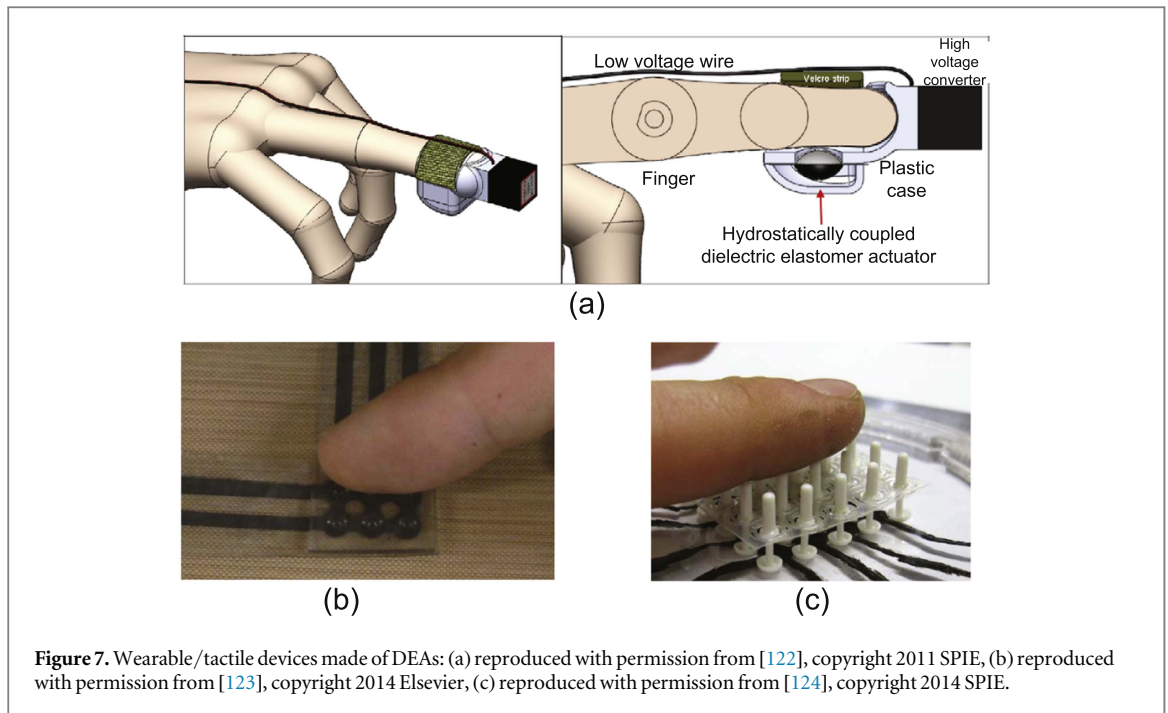 Low voltage wire
High
voltage
converter
Velcro strip
Finger
Plastic
case
Hydrostatically coupled
dielectric elastomer actuator
(a)
(b)
(c)
Figure 7. Wearable/tactile devices made of DEAs: (a) reproduced with permission from [122], copyright 2011 SPIE, (b) reproduced
with permission from [123], copyright 2014 Elsevier, (c) reproduced with permission from [124], copyright 2014 SPIE.